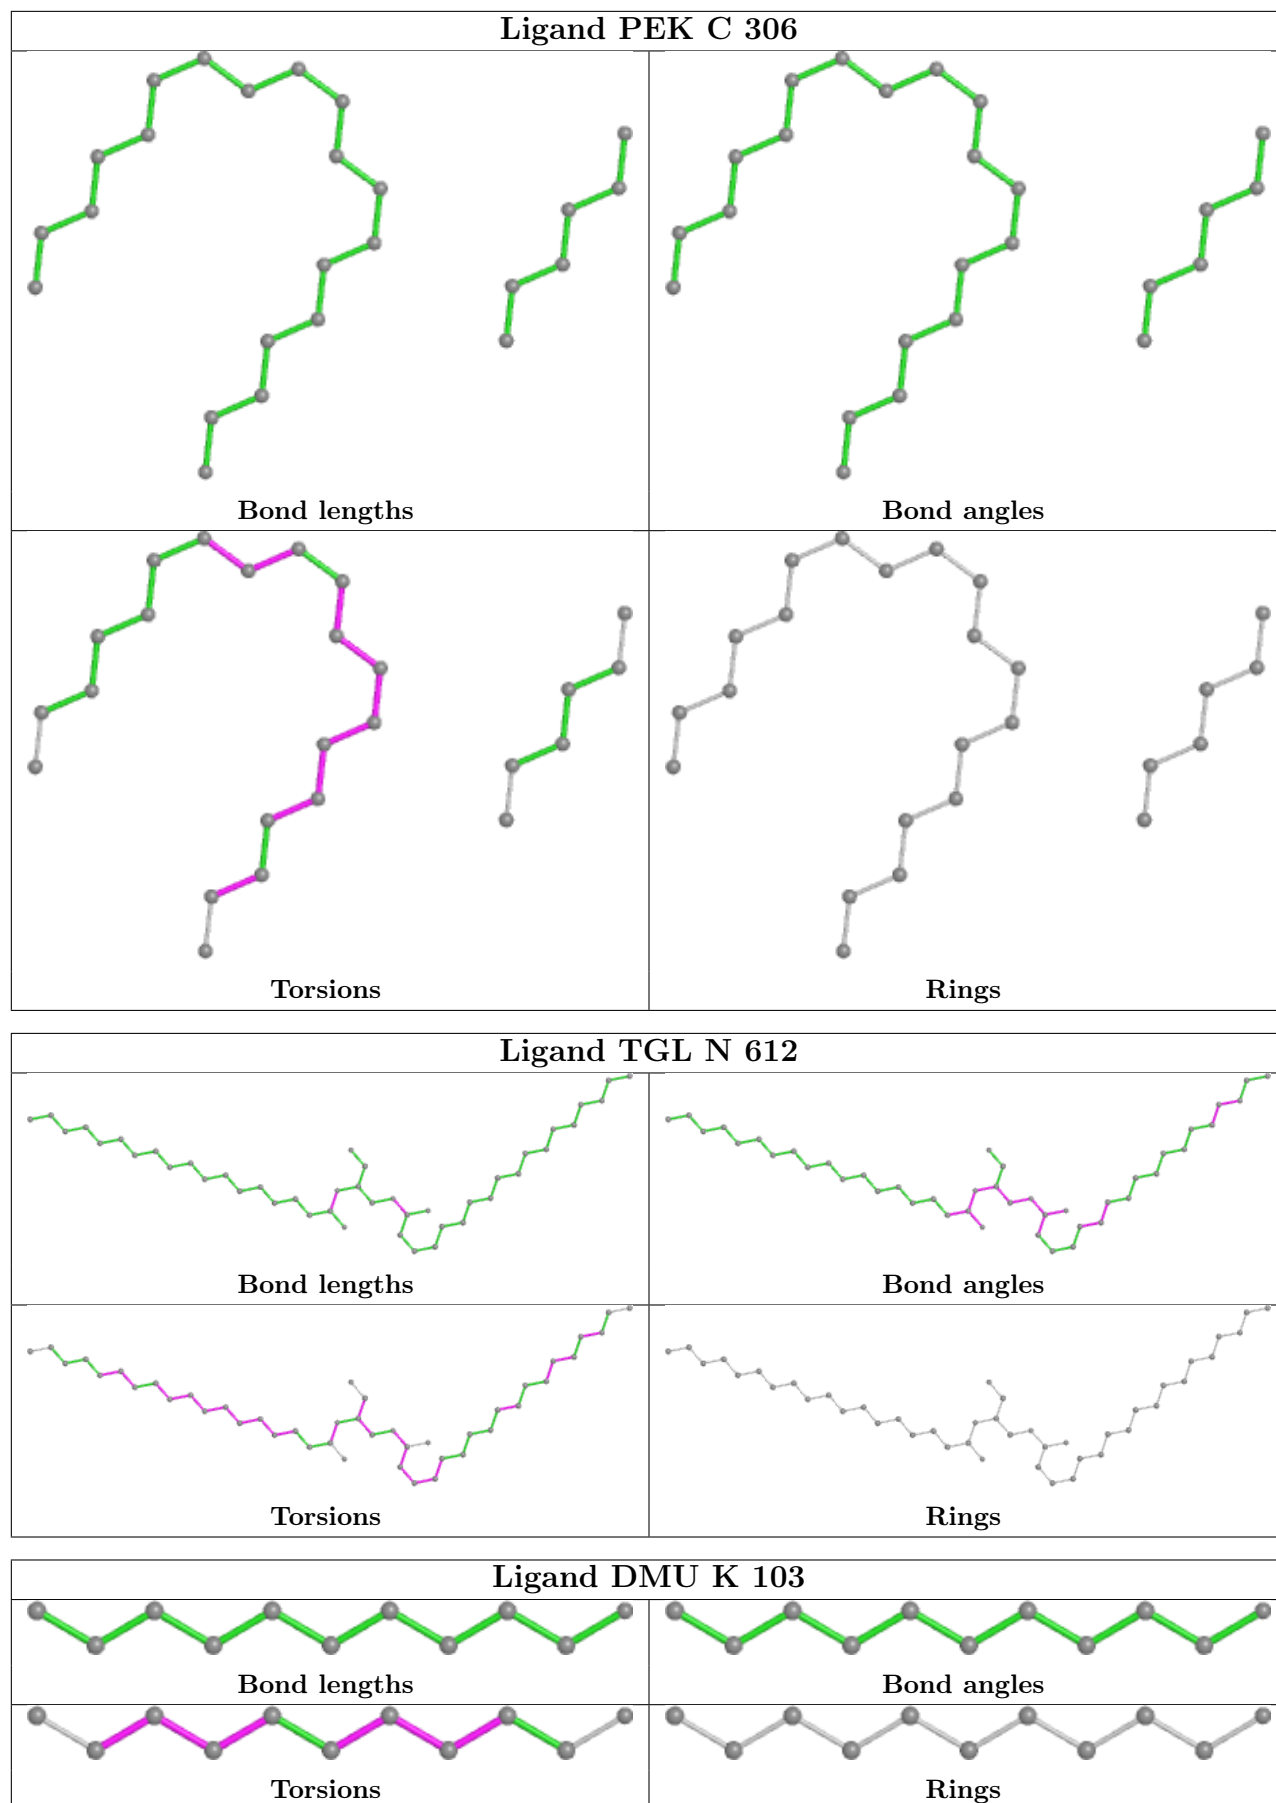 Ligand PEK C 306
Bond lengths
Bond angles
Torsions
Rings
Ligand TGL N 612
Bond lengths
Bond angles
Torsions
Rings
Ligand DMU K 103
Bond lengths
Bond angles
Torsions
Rings